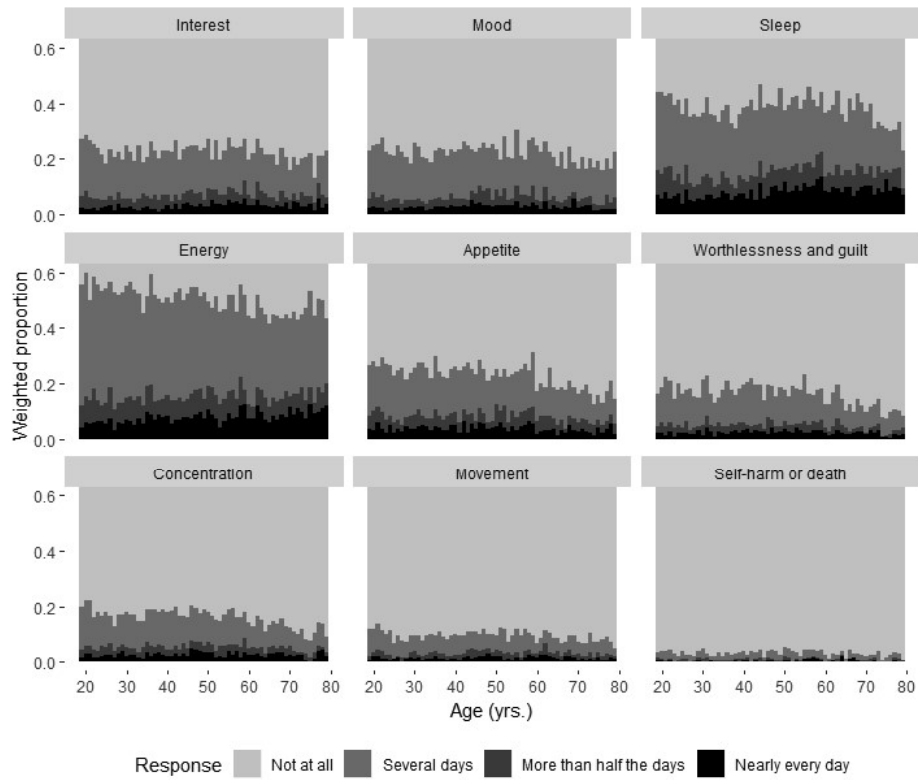 Interest Mood Sleep
0.6
0.4
0.2
0.0
Energy Appetite Worthlessness and guilt
0.6
0.4
0.2
0.0
Weighted proportion
Concentration Movement Self-harm or death
0.6
0.4
0.2
0.0
20 30 40 50 60 70 80 20 30 40 50 60 70 80 20 30 40 50 60 70 80
Age (yrs.)
Response Not at all Several days More than half the days Nearly every day